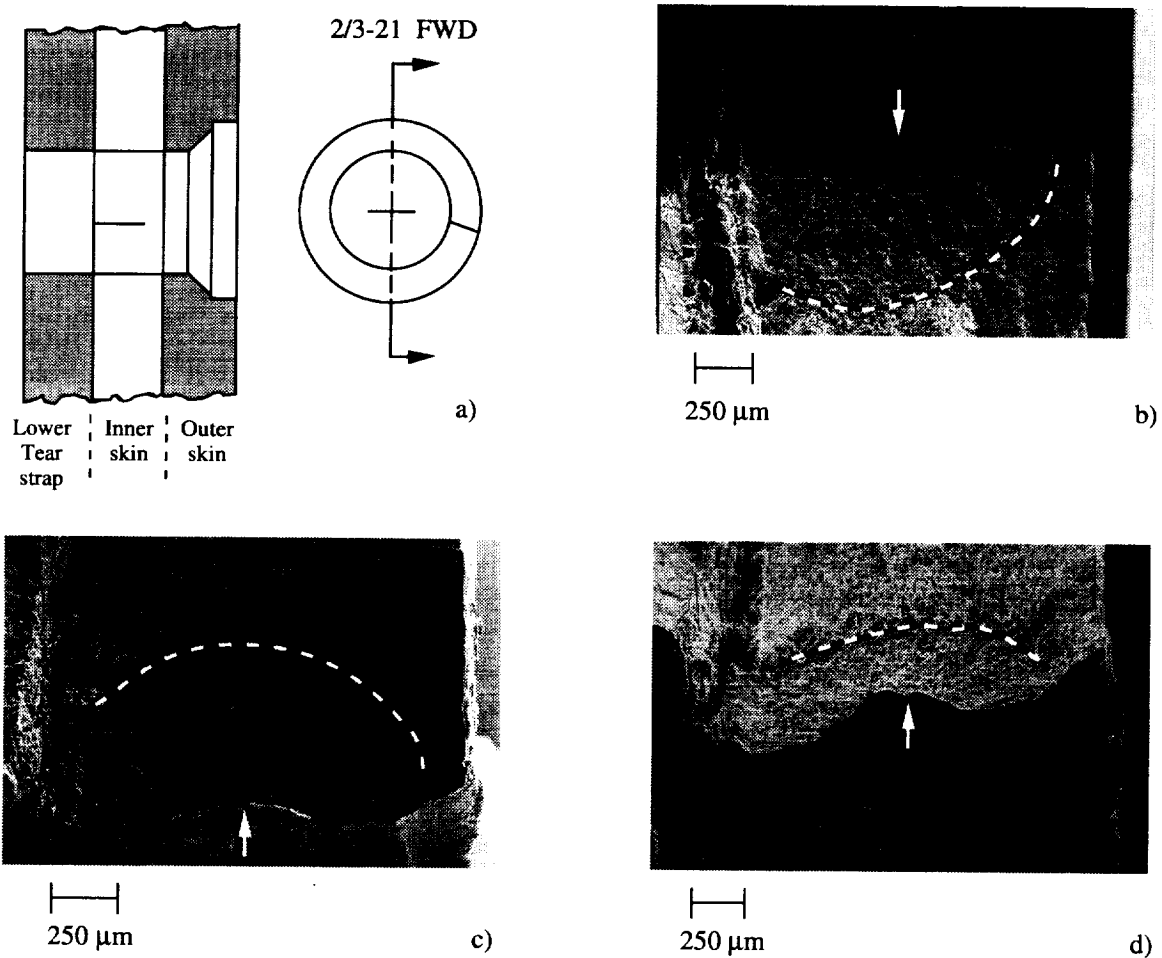 2/3-21 FWD
a)
Lower
Tear
strap
Inner
skin
Outer
skin
250 μm
b)
250 μm
c)
250 μm
d)